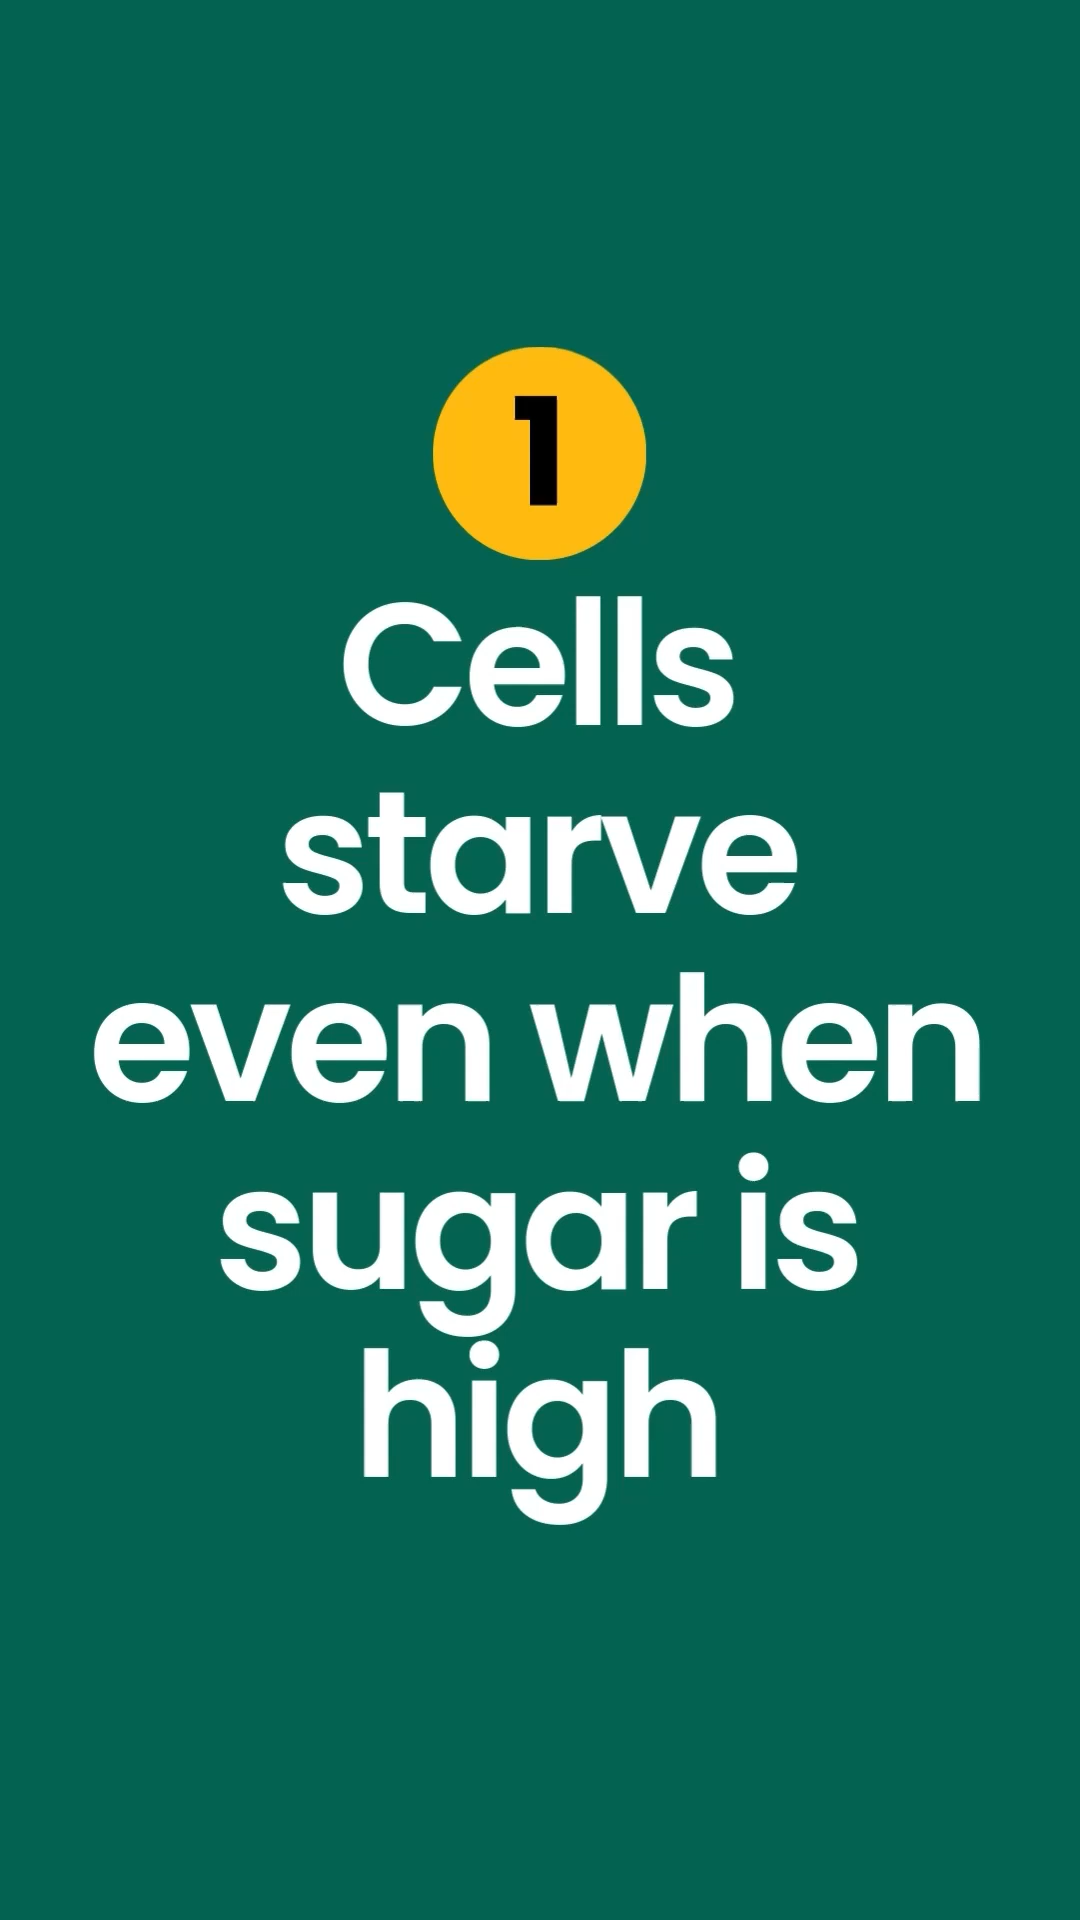 1
Cells
starve
even when
sugar is
high